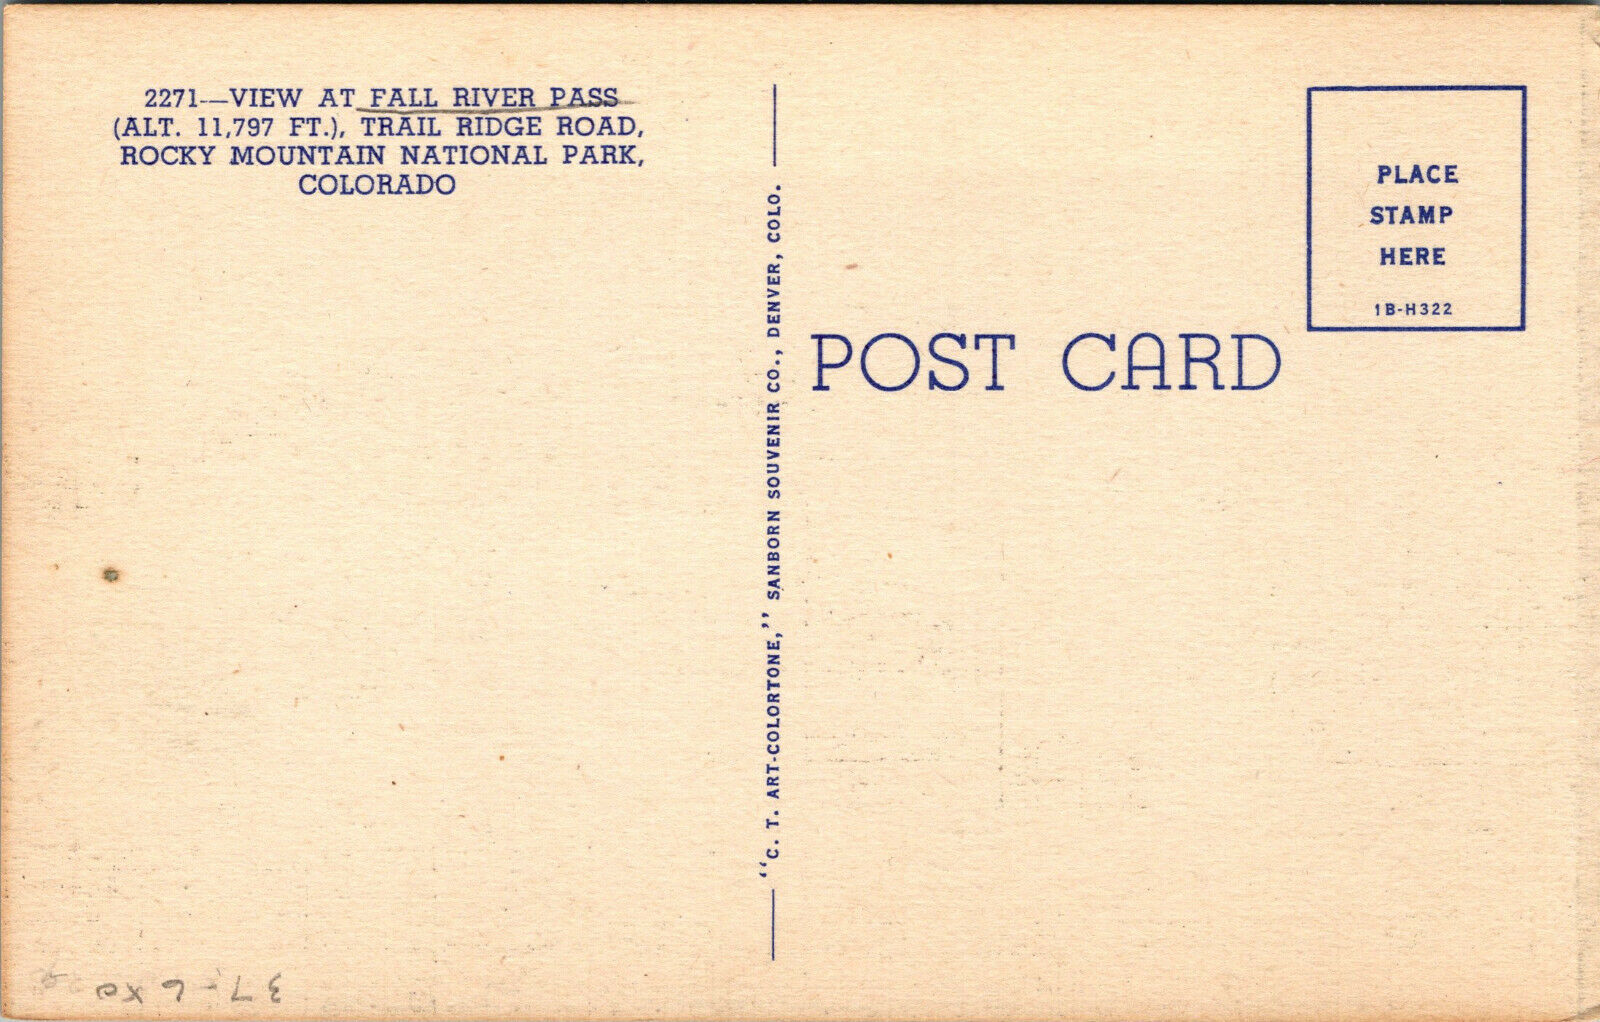 2271—VIEW AT FALL RIVER PASS
(ALT. 11,797 FT.), TRAIL RIDGE ROAD,
ROCKY MOUNTAIN NATIONAL PARK,
COLORADO
"C. T. ART-COLORTONE," SANBORN SOUVENIR CO., DENVER, COLO.
POST CARD
PLACE
STAMP
HERE
1B-H322